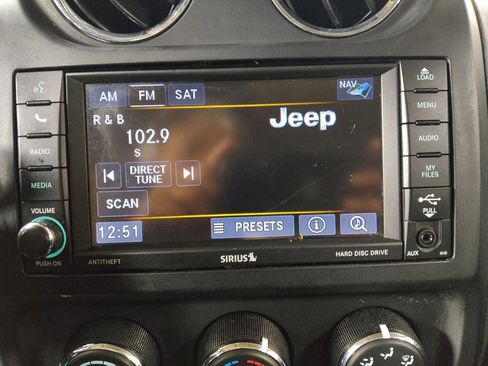 LOAD
AM FM SAT NAV
MENU
R & B
Jeep
102.9
S
RADIO
AUDIO
DIRECT
TUNE
MY
FILES
MEDIA
SCAN
VOLUME
PULL
12:51
PRESETS
PUSH ON
ANTITHEFT
SIRIUS
HARD DISC DRIVE
AUX